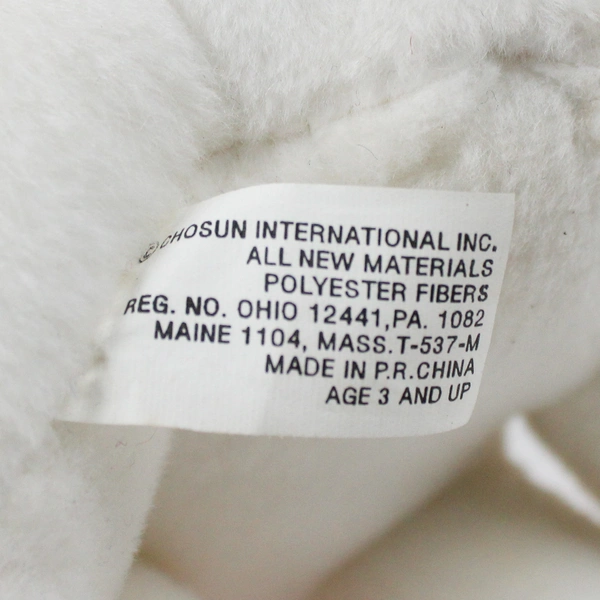 © CHOSUN INTERNATIONAL INC.
ALL NEW MATERIALS
POLYESTER FIBERS
REG. NO. OHIO 12441,PA. 1082
MAINE 1104, MASS.T-537-M
MADE IN P.R.CHINA
AGE 3 AND UP